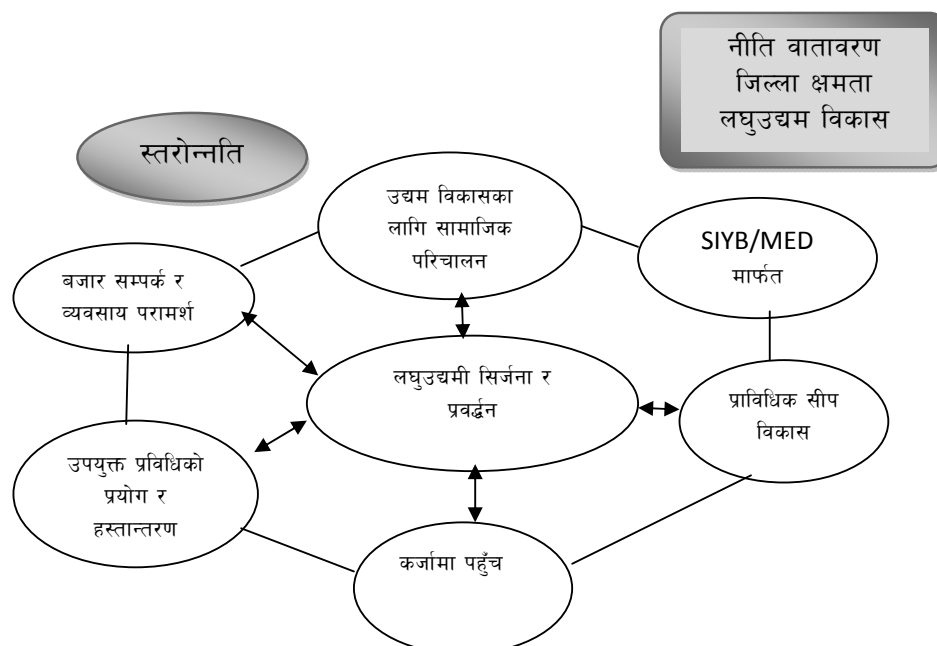 नीति वातावरण
जिल्ला क्षमता
लघुउद्यम विकास
स्तरोन्नति
उद्यम विकासका
लागि सामाजिक
परिचालन
SIYB/MED
मार्फत
बजार सम्पर्क र
व्यवसाय परामर्श
लघुउद्यमी सिर्जना र
प्रवर्द्धन
प्राविधिक सीप
विकास
उपयुक्त प्रविधिको
प्रयोग र
हस्तान्तरण
कर्जामा पहुँच